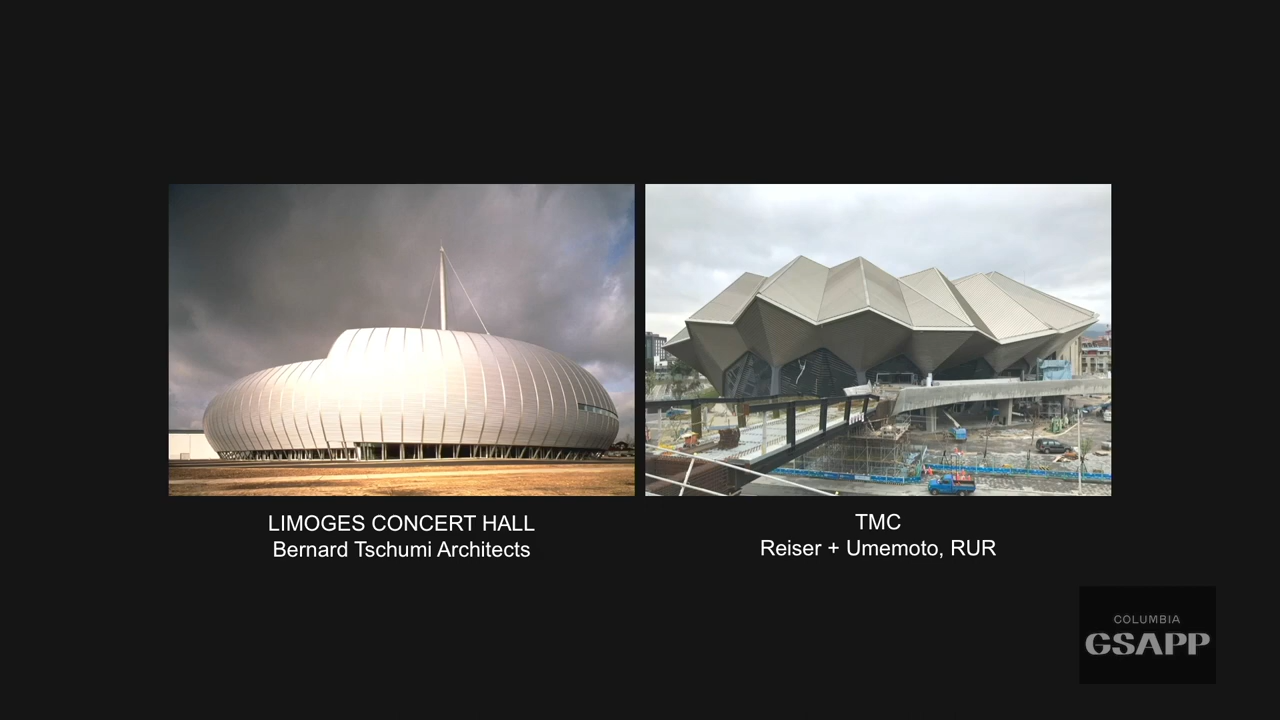 LIMOGES CONCERT HALL
Bernard Tschumi Architects
TMC
Reiser + Umemoto, RUR
COLUMBIA
GSAPP